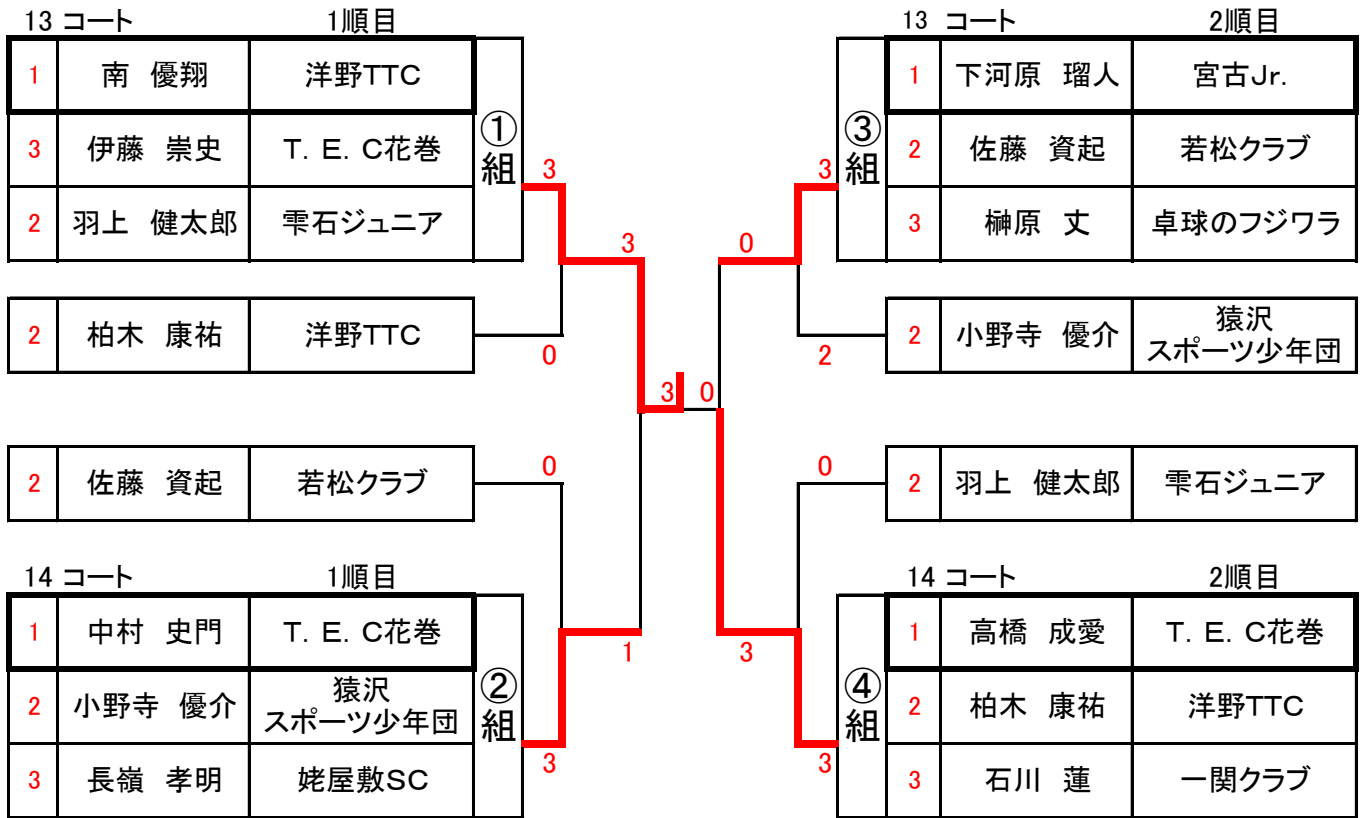 13 コート 1順目
1 南 優翔 洋野TTC
3 伊藤 崇史 T. E. C花巻
2 羽上 健太郎 雫石ジュニア
①
組
3
3
2 柏木 康祐 洋野TTC
0
2 佐藤 資起 若松クラブ
0
14 コート 1順目
1 中村 史門 T. E. C花巻
2 小野寺 優介 猿沢
スポーツ少年団
3 長嶺 孝明 姥屋敷SC
②
組
1
3
3 0
13 コート 2順目
1 下河原 瑠人 宮古Jr.
2 佐藤 資起 若松クラブ
3 榊原 丈 卓球のフジワラ
③
組
3
0
2 小野寺 優介 猿沢
スポーツ少年団
2
2 羽上 健太郎 雫石ジュニア
0
14 コート 2順目
1 高橋 成愛 T. E. C花巻
2 柏木 康祐 洋野TTC
3 石川 蓮 一関クラブ
④
組
3
3